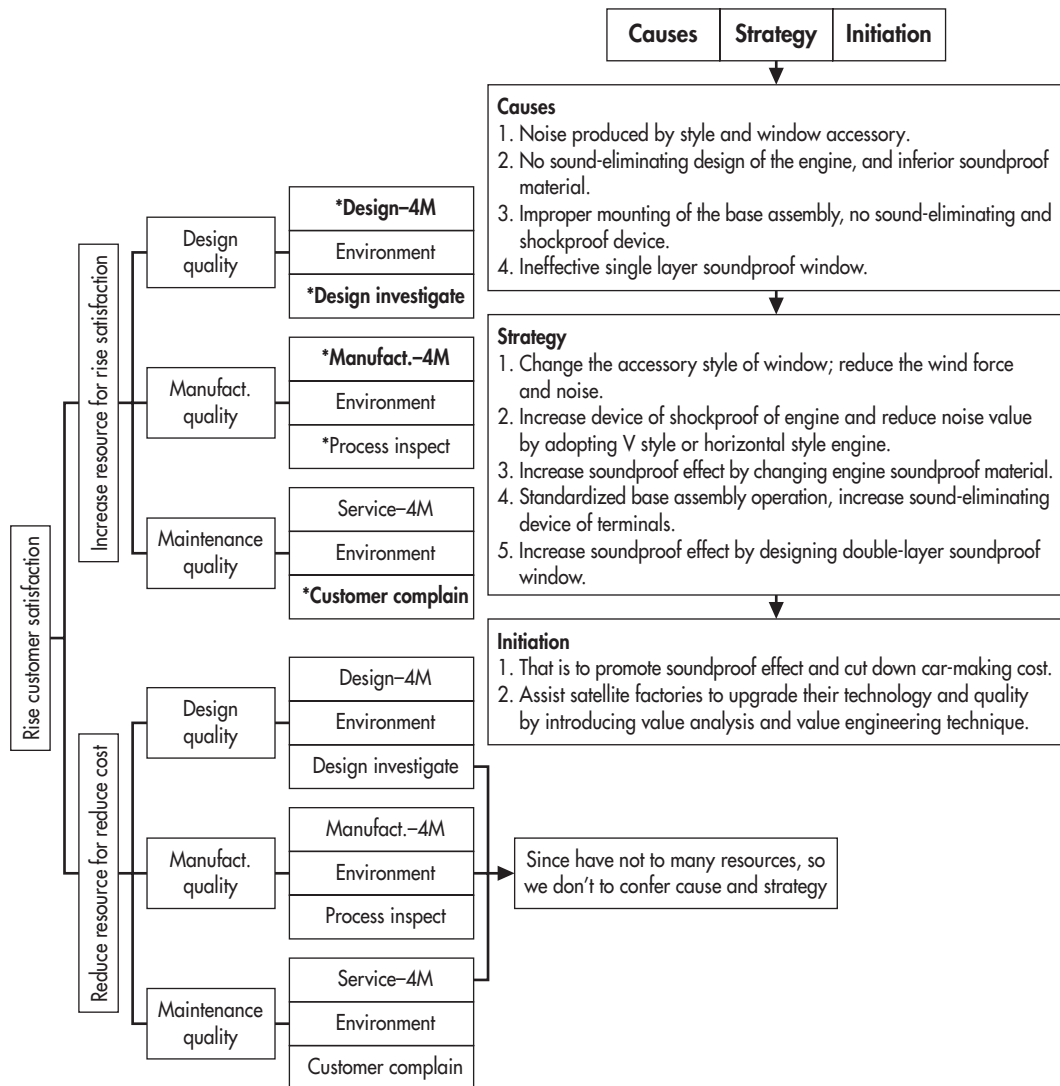 Causes
Strategy
Initiation
Causes
1. Noise produced by style and window accessory.
2. No sound-eliminating design of the engine, and inferior soundproof
material.
3. Improper mounting of the base assembly, no sound-eliminating and
shockproof device.
4. Ineffective single layer soundproof window.
Strategy
1. Change the accessory style of window; reduce the wind force
and noise.
2. Increase device of shockproof of engine and reduce noise value
by adopting V style or horizontal style engine.
3. Increase soundproof effect by changing engine soundproof material.
4. Standardized base assembly operation, increase sound-eliminating
device of terminals.
5. Increase soundproof effect by designing double-layer soundproof
window.
Initiation
1. That is to promote soundproof effect and cut down car-making cost.
2. Assist satellite factories to upgrade their technology and quality
by introducing value analysis and value engineering technique.
Rise customer satisfaction
Increase resource for rise satisfaction
Design
quality
*Design–4M
Environment
*Design investigate
Manufact.
quality
*Manufact.–4M
Environment
*Process inspect
Maintenance
quality
Service–4M
Environment
*Customer complain
Reduce resource for reduce cost
Design
quality
Design–4M
Environment
Design investigate
Manufact.
quality
Manufact.–4M
Environment
Process inspect
Maintenance
quality
Service–4M
Environment
Customer complain
Since have not to many resources, so
we don't to confer cause and strategy